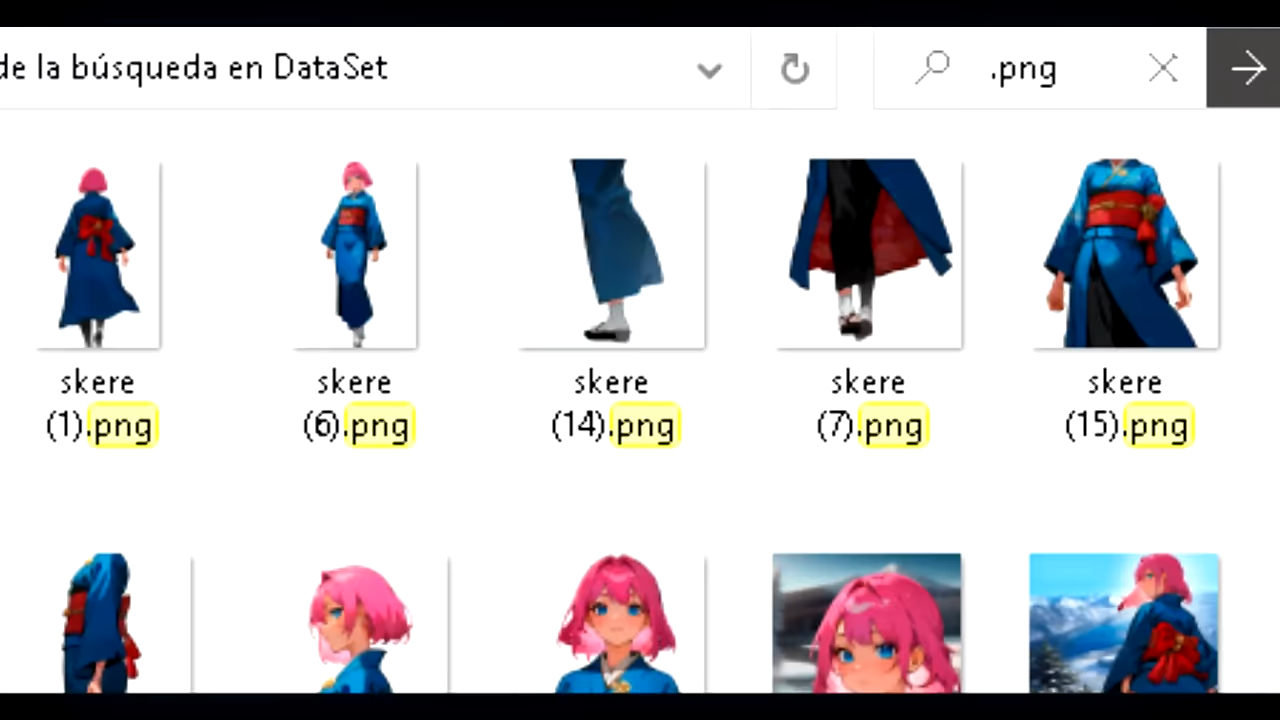 de la búsqueda en DataSet
.png
skere
(1).png
skere
(6).png
skere
(14).png
skere
(7).png
skere
(15).png